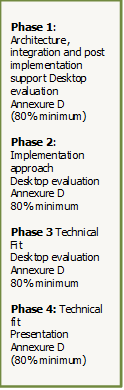 Phase 1:
Architecture,
integration and post
implementation
support Desktop
evaluation
Annexure D
(80% minimum)
Phase 2:
Implementation
approach
Desktop evaluation
Annexure D
80% minimum
Phase 3 Technical
Fit
Desktop evaluation
Annexure D
80% minimum
Phase 4: Technical
fit
Presentation
Annexure D
(80% minimum)